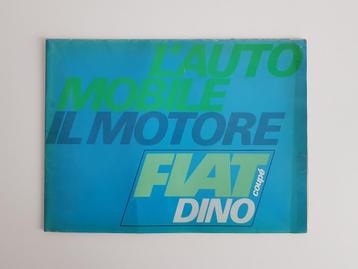 L'AUTO
MOBILE
IL MOTORE
FIAT
DINO
coupé